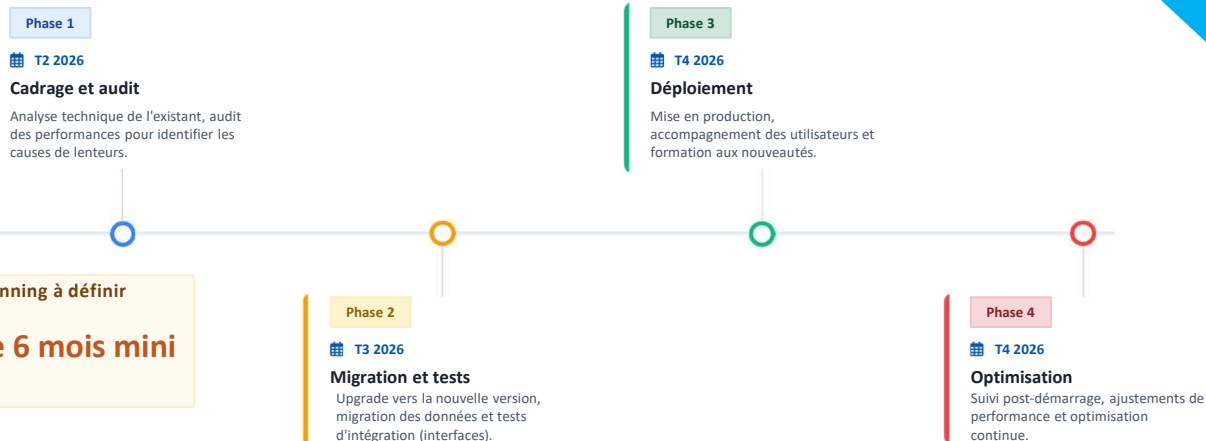 Phase 1
T2 2026
Cadrage et audit
Analyse technique de l'existant, audit
des performances pour identifier les
causes de lenteurs.
Phase 3
T4 2026
Déploiement
Mise en production,
accompagnement des utilisateurs et
formation aux nouveautés.
à définir
6 mois mini
Phase 2
T3 2026
Migration et tests
Upgrade vers la nouvelle version,
migration des données et tests
d'intégration (interfaces).
Phase 4
T4 2026
Optimisation
Suivi post-démarrage, ajustements de
performance et optimisation
continue.